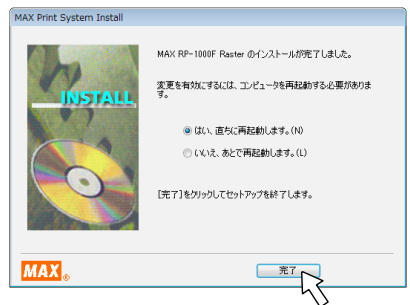 MAX Print System Install
MAX RP-1000F Raster のインストールが完了しました。
INSTALL
変更を有効にするには、コンピュータを再起動する必要がありま
す。
はい、直ちに再起動します。(N)
いいえ、あとで再起動します。(L)
[完了]をクリックしてセットアップを終了します。
MAX®
完了